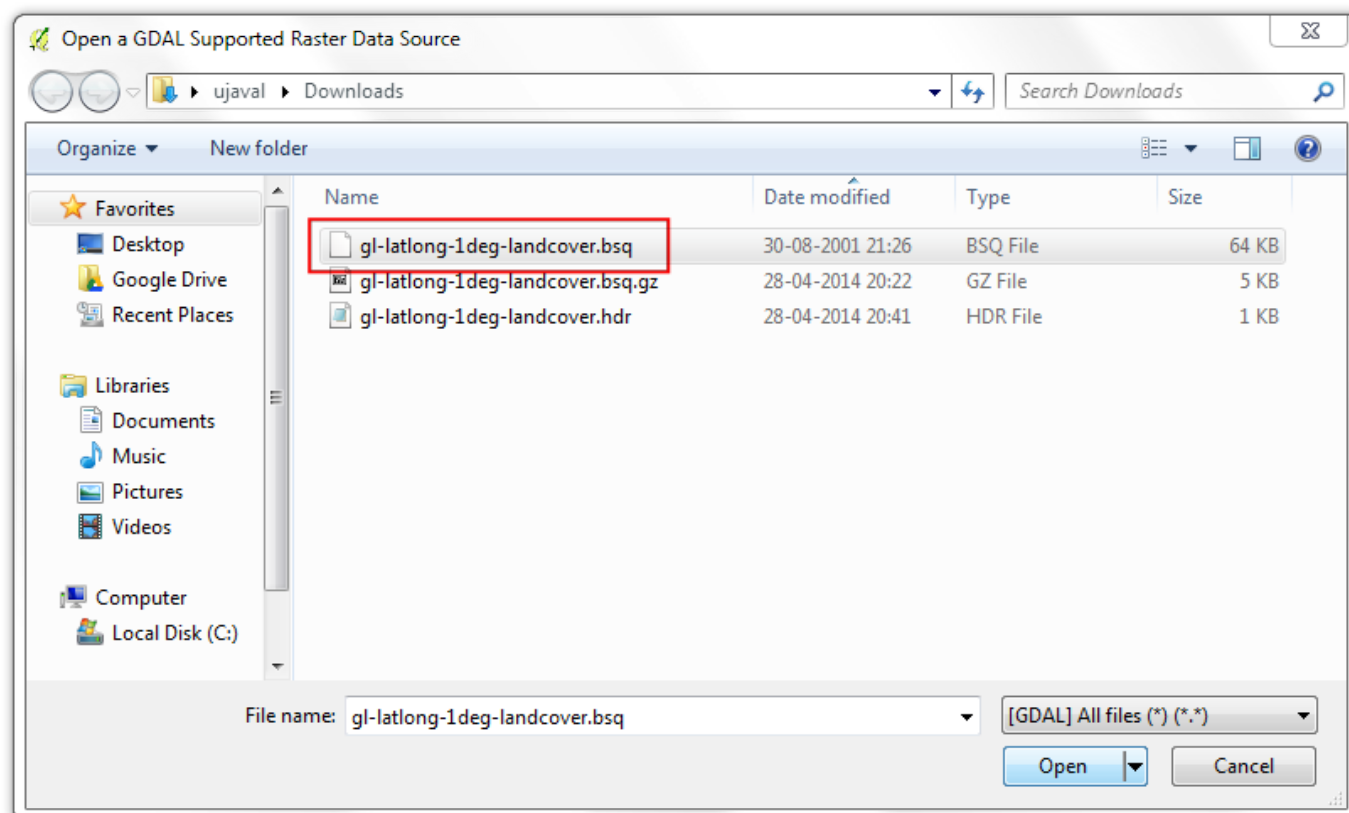 Open a GDAL Supported Raster Data Source
ujaval Downloads
Search Downloads
Organize New folder
Name Date modified Type Size
Favorites
Desktop
Google Drive
Recent Places
Libraries
Documents
Music
Pictures
Videos
Computer
Local Disk (C:)
gl-latlong-1deg-landcover.bsq 30-08-2001 21:26 BSQ File 64 KB
gl-latlong-1deg-landcover.bsq.gz 28-04-2014 20:22 GZ File 5 KB
gl-latlong-1deg-landcover.hdr 28-04-2014 20:41 HDR File 1 KB
File name: gl-latlong-1deg-landcover.bsq
[GDAL] All files (*) (*.*)
Open Cancel